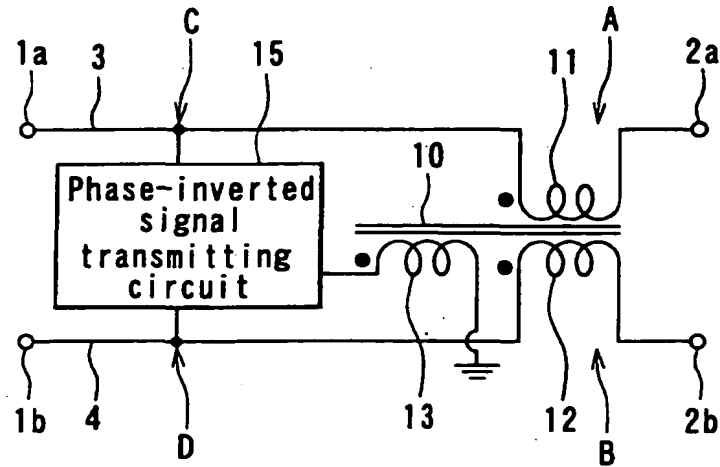 C
A
1a
3
15
11
2a
10
Phase-inverted
signal
transmitting
circuit
1b
4
D
13
12
B
2b